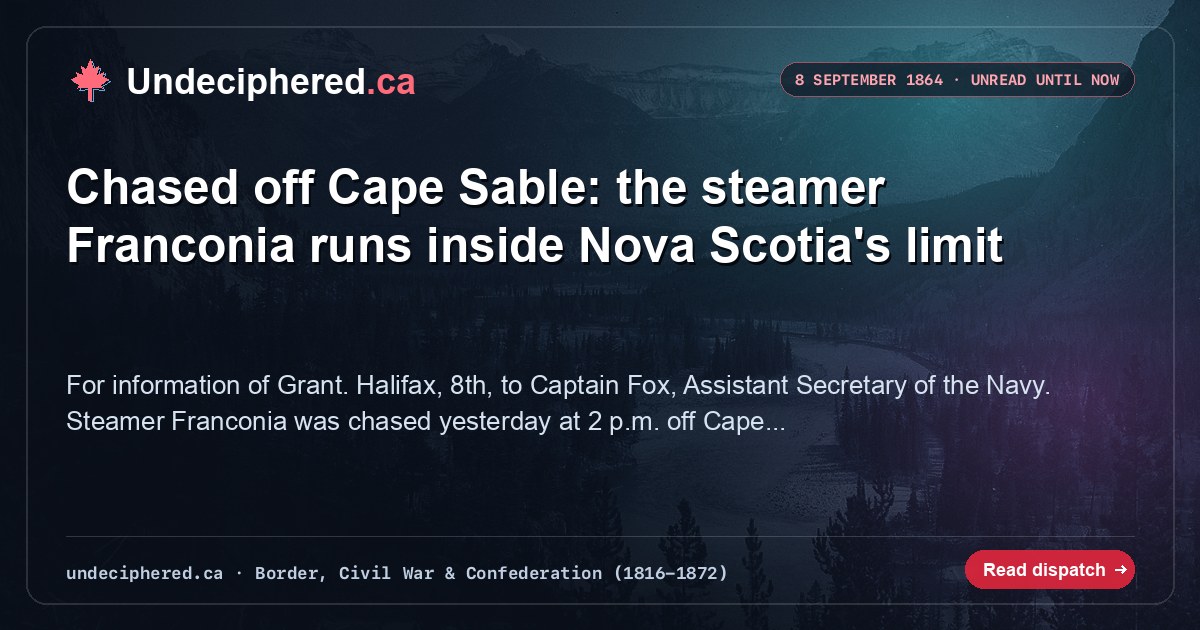 Undeciphered.ca
8 SEPTEMBER 1864 · UNREAD UNTIL NOW
Chased off Cape Sable: the steamer
Franconia runs inside Nova Scotia's limit
For information of Grant. Halifax, 8th, to Captain Fox, Assistant Secretary of the Navy.
Steamer Franconia was chased yesterday at 2 p.m. off Cape...
undeciphered.ca · Border, Civil War & Confederation (1816–1872)
Read dispatch →